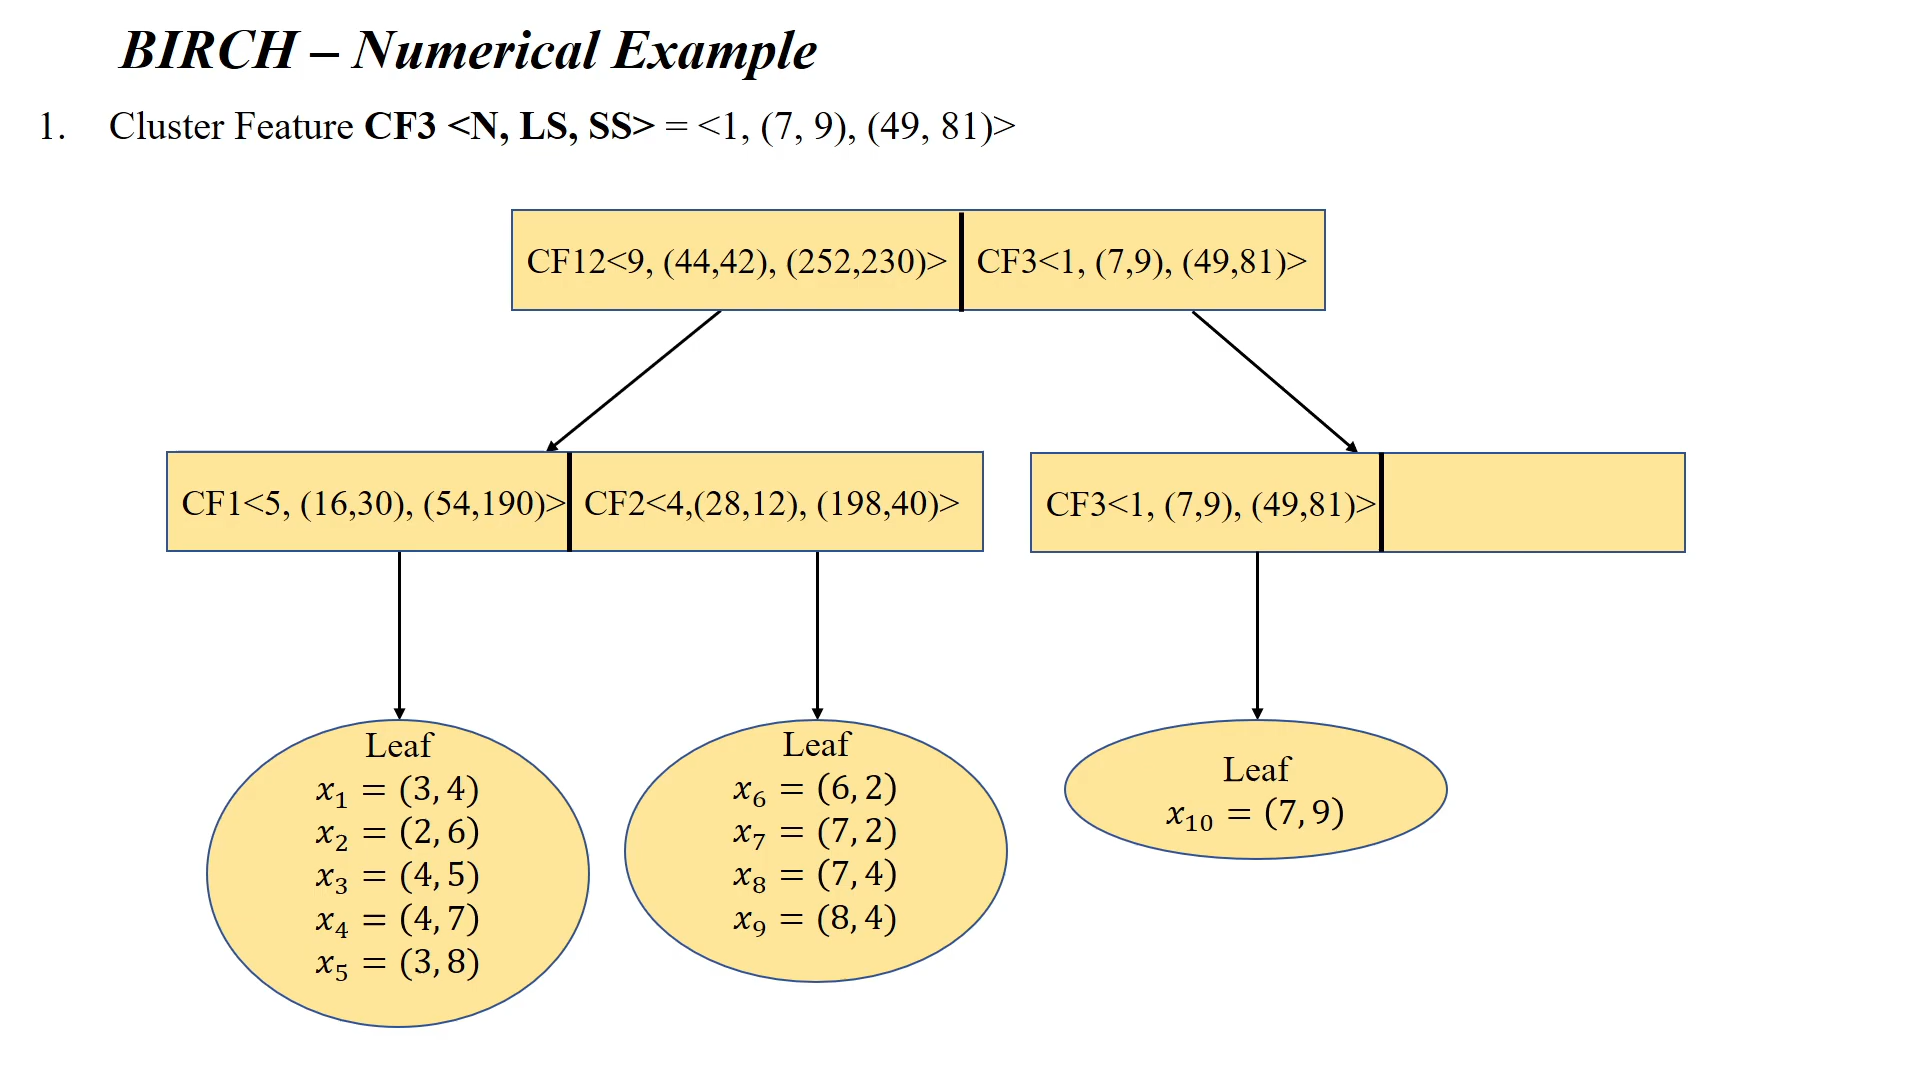 BIRCH – Numerical Example
1. Cluster Feature CF3 <N, LS, SS> = <1, (7, 9), (49, 81)>
CF12<9, (44,42), (252,230)> CF3<1, (7,9), (49,81)>
CF1<5, (16,30), (54,190)> CF2<4,(28,12), (198,40)> CF3<1, (7,9), (49,81)>
Leaf
x₁ = (3, 4)
x₂ = (2, 6)
x₃ = (4, 5)
x₄ = (4, 7)
x₅ = (3, 8)
Leaf
x₆ = (6, 2)
x₇ = (7, 2)
x₈ = (7, 4)
x₉ = (8, 4)
Leaf
x₁₀ = (7, 9)